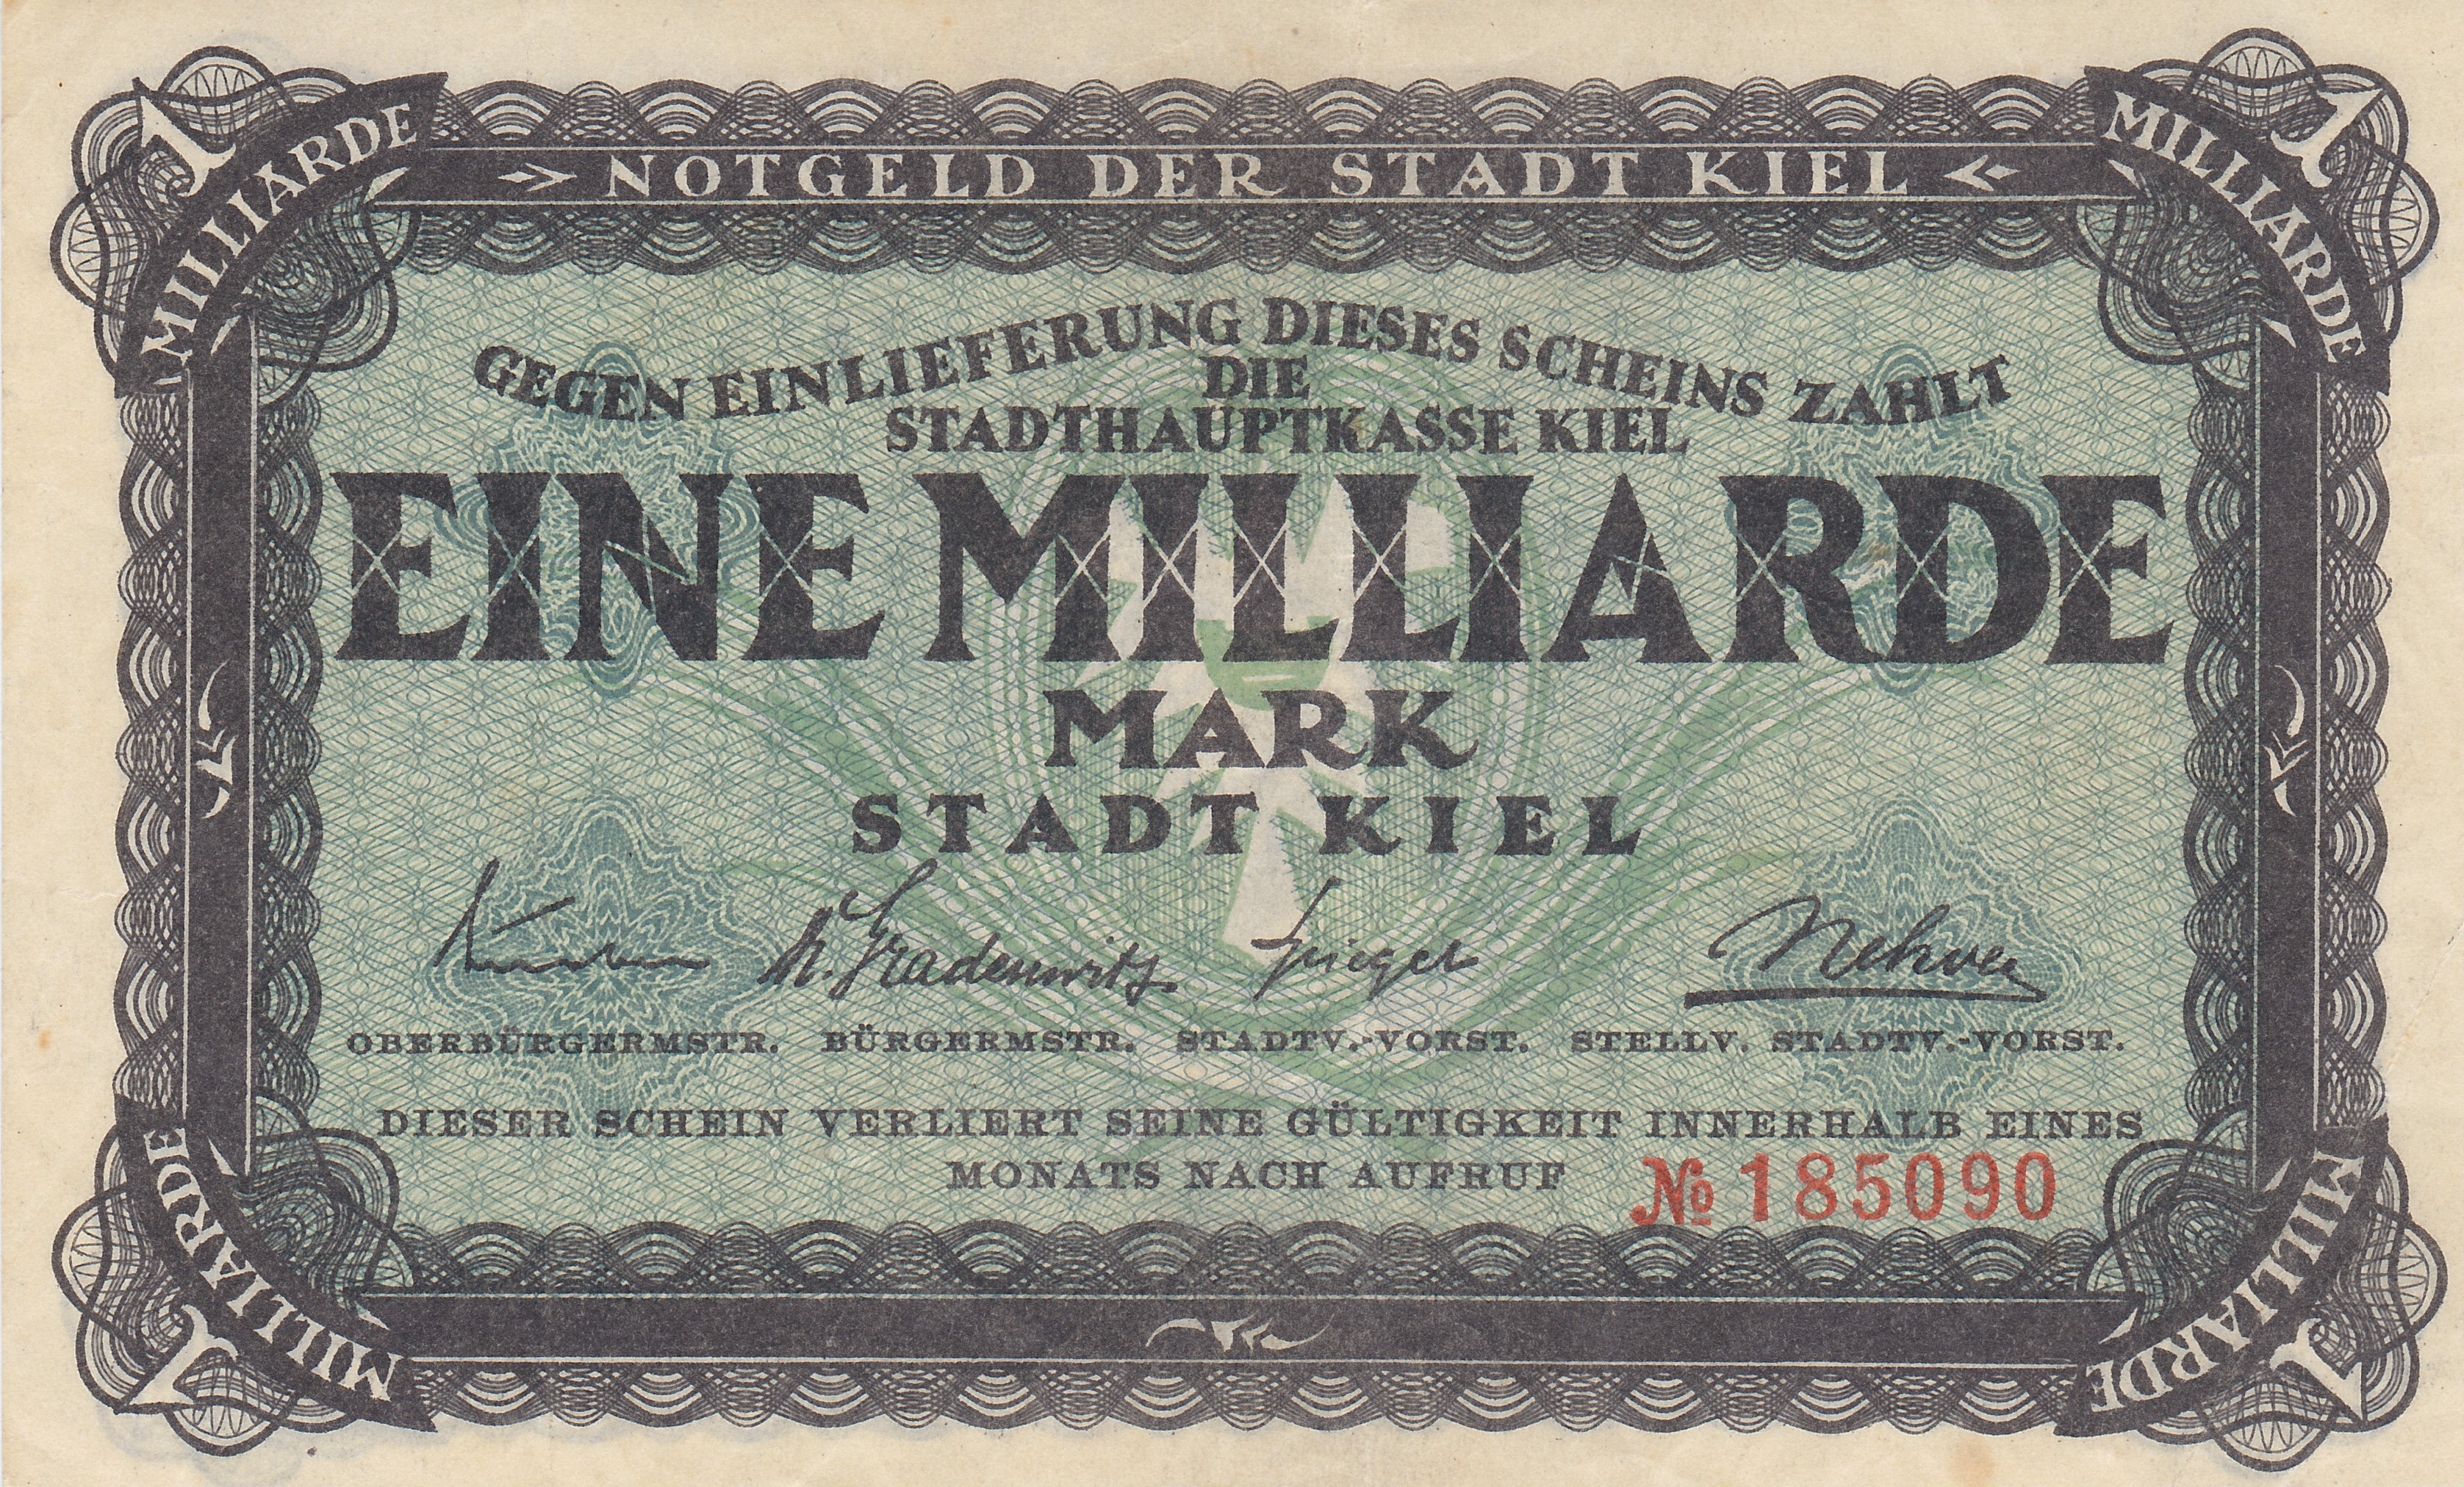 1 MILLIARDE
1 MILLIARDE
NOTGELD DER STADT KIEL
GEGEN EINLIEFERUNG DIESES SCHEINS ZAHLT
DIE
STADTHAUPTKASSE KIEL
EINE MILLIARDE
MARK
STADT KIEL
M. Gradenwitz Spiegel
OBERBÜRGERMSTR. BÜRGERMSTR. STADTV.-VORST. STELLV. STADTV.-VORST.
DIESER SCHEIN VERLIERT SEINE GÜLTIGKEIT INNERHALB EINES
MONATS NACH AUFRUF
№ 185090
1 MILLIARDE
1 MILLIARDE